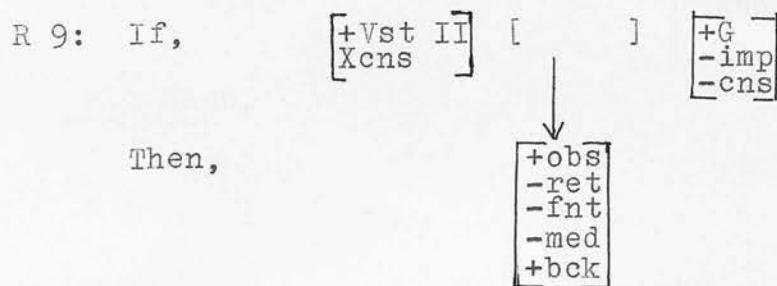 R 9: If, [+Vst II] [ ] [+G
Xcns -imp
-cns]
Then, [+obs
-ret
-fnt
-med
+bck]